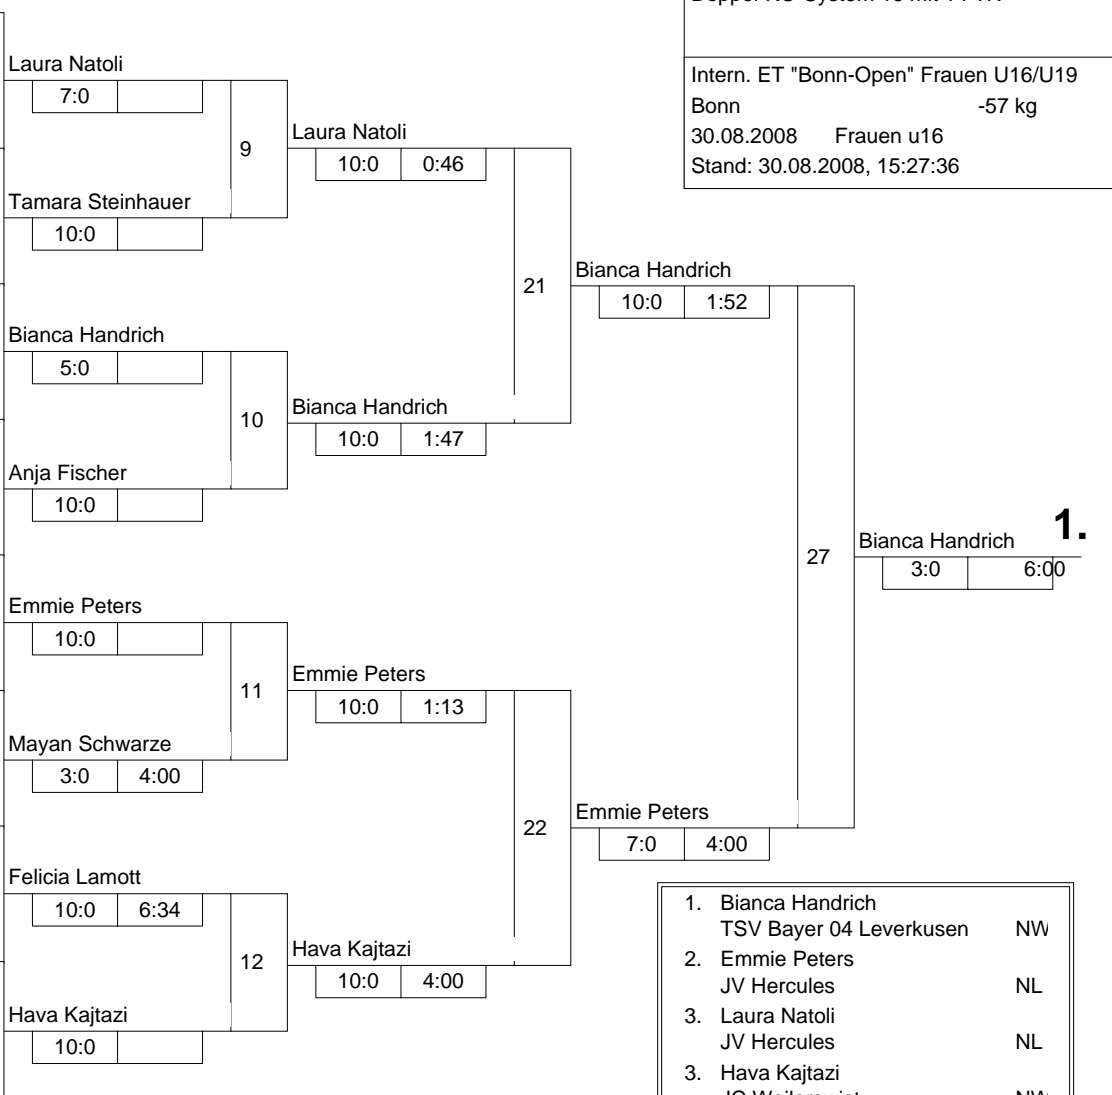 Intern. ET "Bonn-Open" Frauen U16/U19
Bonn -57 kg
30.08.2008 Frauen u16
Stand: 30.08.2008, 15:27:36
Laura Natoli
7:0
9
Tamara Steinhauer
10:0
Bianca Handrich
5:0
10
Anja Fischer
10:0
Emmie Peters
10:0
11
Mayan Schwarze
3:0 4:00
Felicia Lamott
10:0 6:34
12
Hava Kajtazi
10:0
Laura Natoli
10:0 0:46
21
Bianca Handrich
10:0 1:47
Emmie Peters
10:0 1:13
22
Hava Kajtazi
10:0 4:00
Bianca Handrich
10:0 1:52
27
Emmie Peters
7:0 4:00
1.
Bianca Handrich
3:0 6:00
1. Bianca Handrich
TSV Bayer 04 Leverkusen NW
2. Emmie Peters
JV Hercules NL
3. Laura Natoli
JV Hercules NL
3. Hava Kajtazi